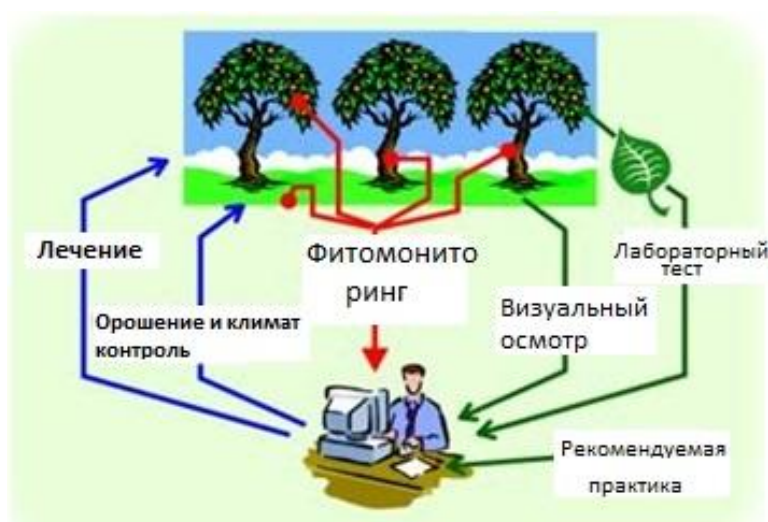 Лечение
Фитомонито
ринг
Лабораторный
тест
Орошение и климат
контроль
Визуальный
осмотр
Рекомендуемая
практика